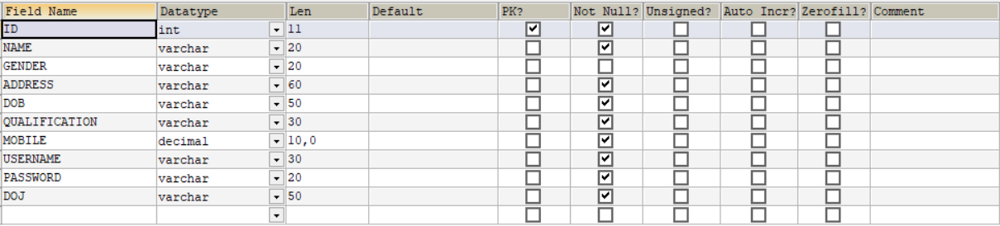 Field Name Datatype Len Default PK? Not Null? Unsigned? Auto Incr? Zerofill? Comment
ID int 11
NAME varchar 20
GENDER varchar 20
ADDRESS varchar 60
DOB varchar 50
QUALIFICATION varchar 30
MOBILE decimal 10,0
USERNAME varchar 30
PASSWORD varchar 20
DOJ varchar 50